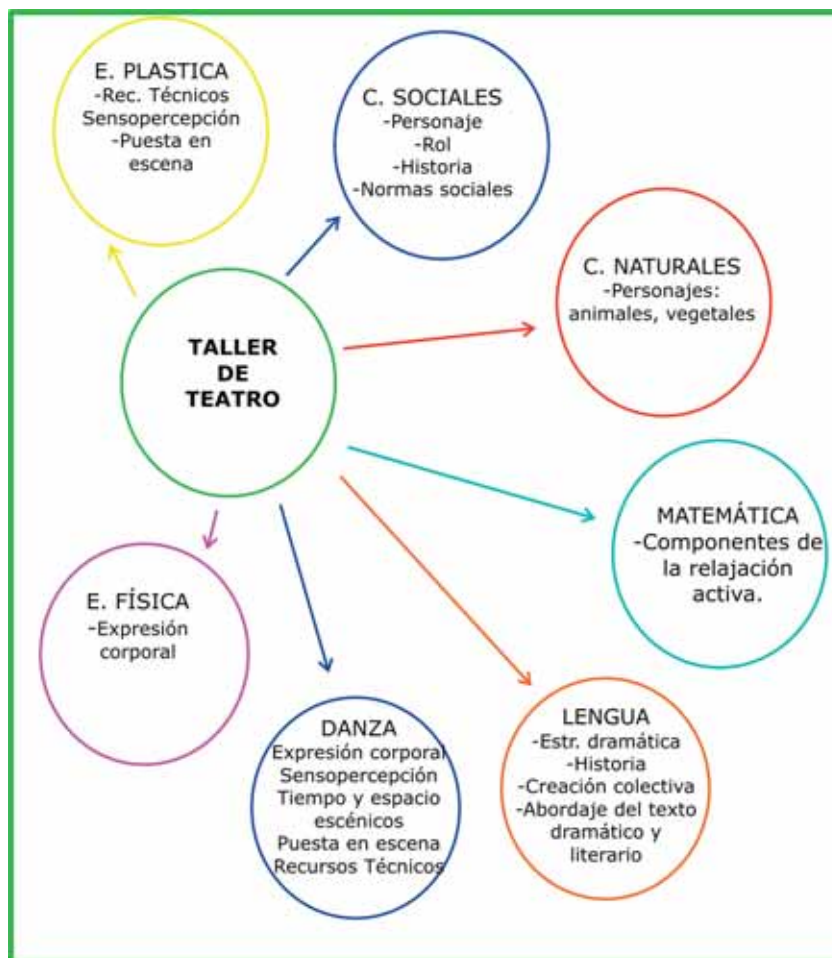 E. PLASTICA
-Rec. Técnicos
Sensopercepción
-Puesta en
escena
C. SOCIALES
-Personaje
-Rol
-Historia
-Normas sociales
C. NATURALES
-Personajes:
animales, vegetales
TALLER
DE
TEATRO
MATEMÁTICA
-Componentes de
la relajación
activa.
E. FÍSICA
-Expresión
corporal
DANZA
Expresión corporal
Sensopercepción
Tiempo y espacio
escénicos
Puesta en escena
Recursos Técnicos
LENGUA
-Estr. dramática
-Historia
-Creación colectiva
-Abordaje del texto
dramático y
literario